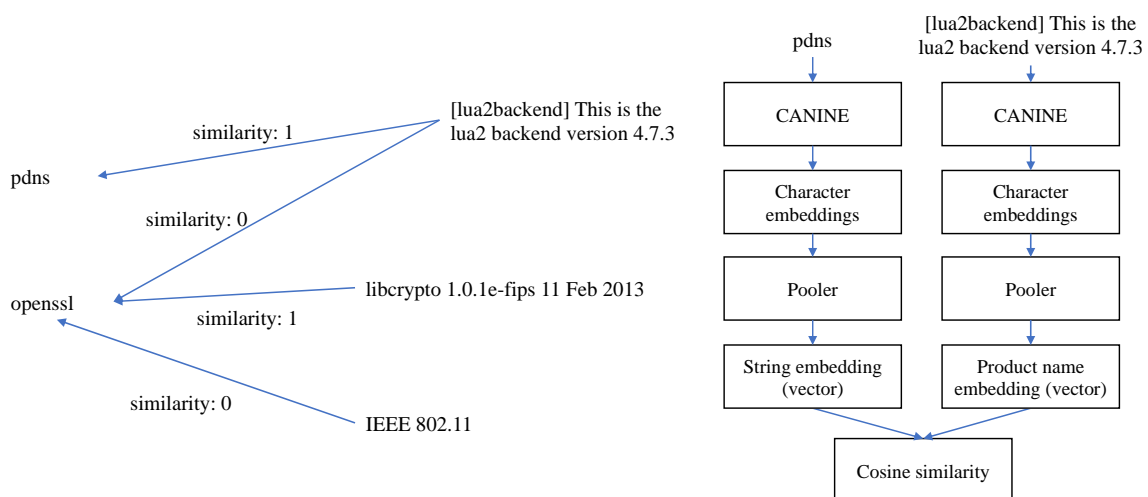 [lua2backend] This is the
lua2 backend version 4.7.3
similarity: 1
pdns
similarity: 0
openssl
libcrypto 1.0.1e-fips 11 Feb 2013
similarity: 1
similarity: 0
IEEE 802.11
pdns
[lua2backend] This is the
lua2 backend version 4.7.3
CANINE
CANINE
Character
embeddings
Character
embeddings
Pooler
Pooler
String embedding
(vector)
Product name
embedding (vector)
Cosine similarity